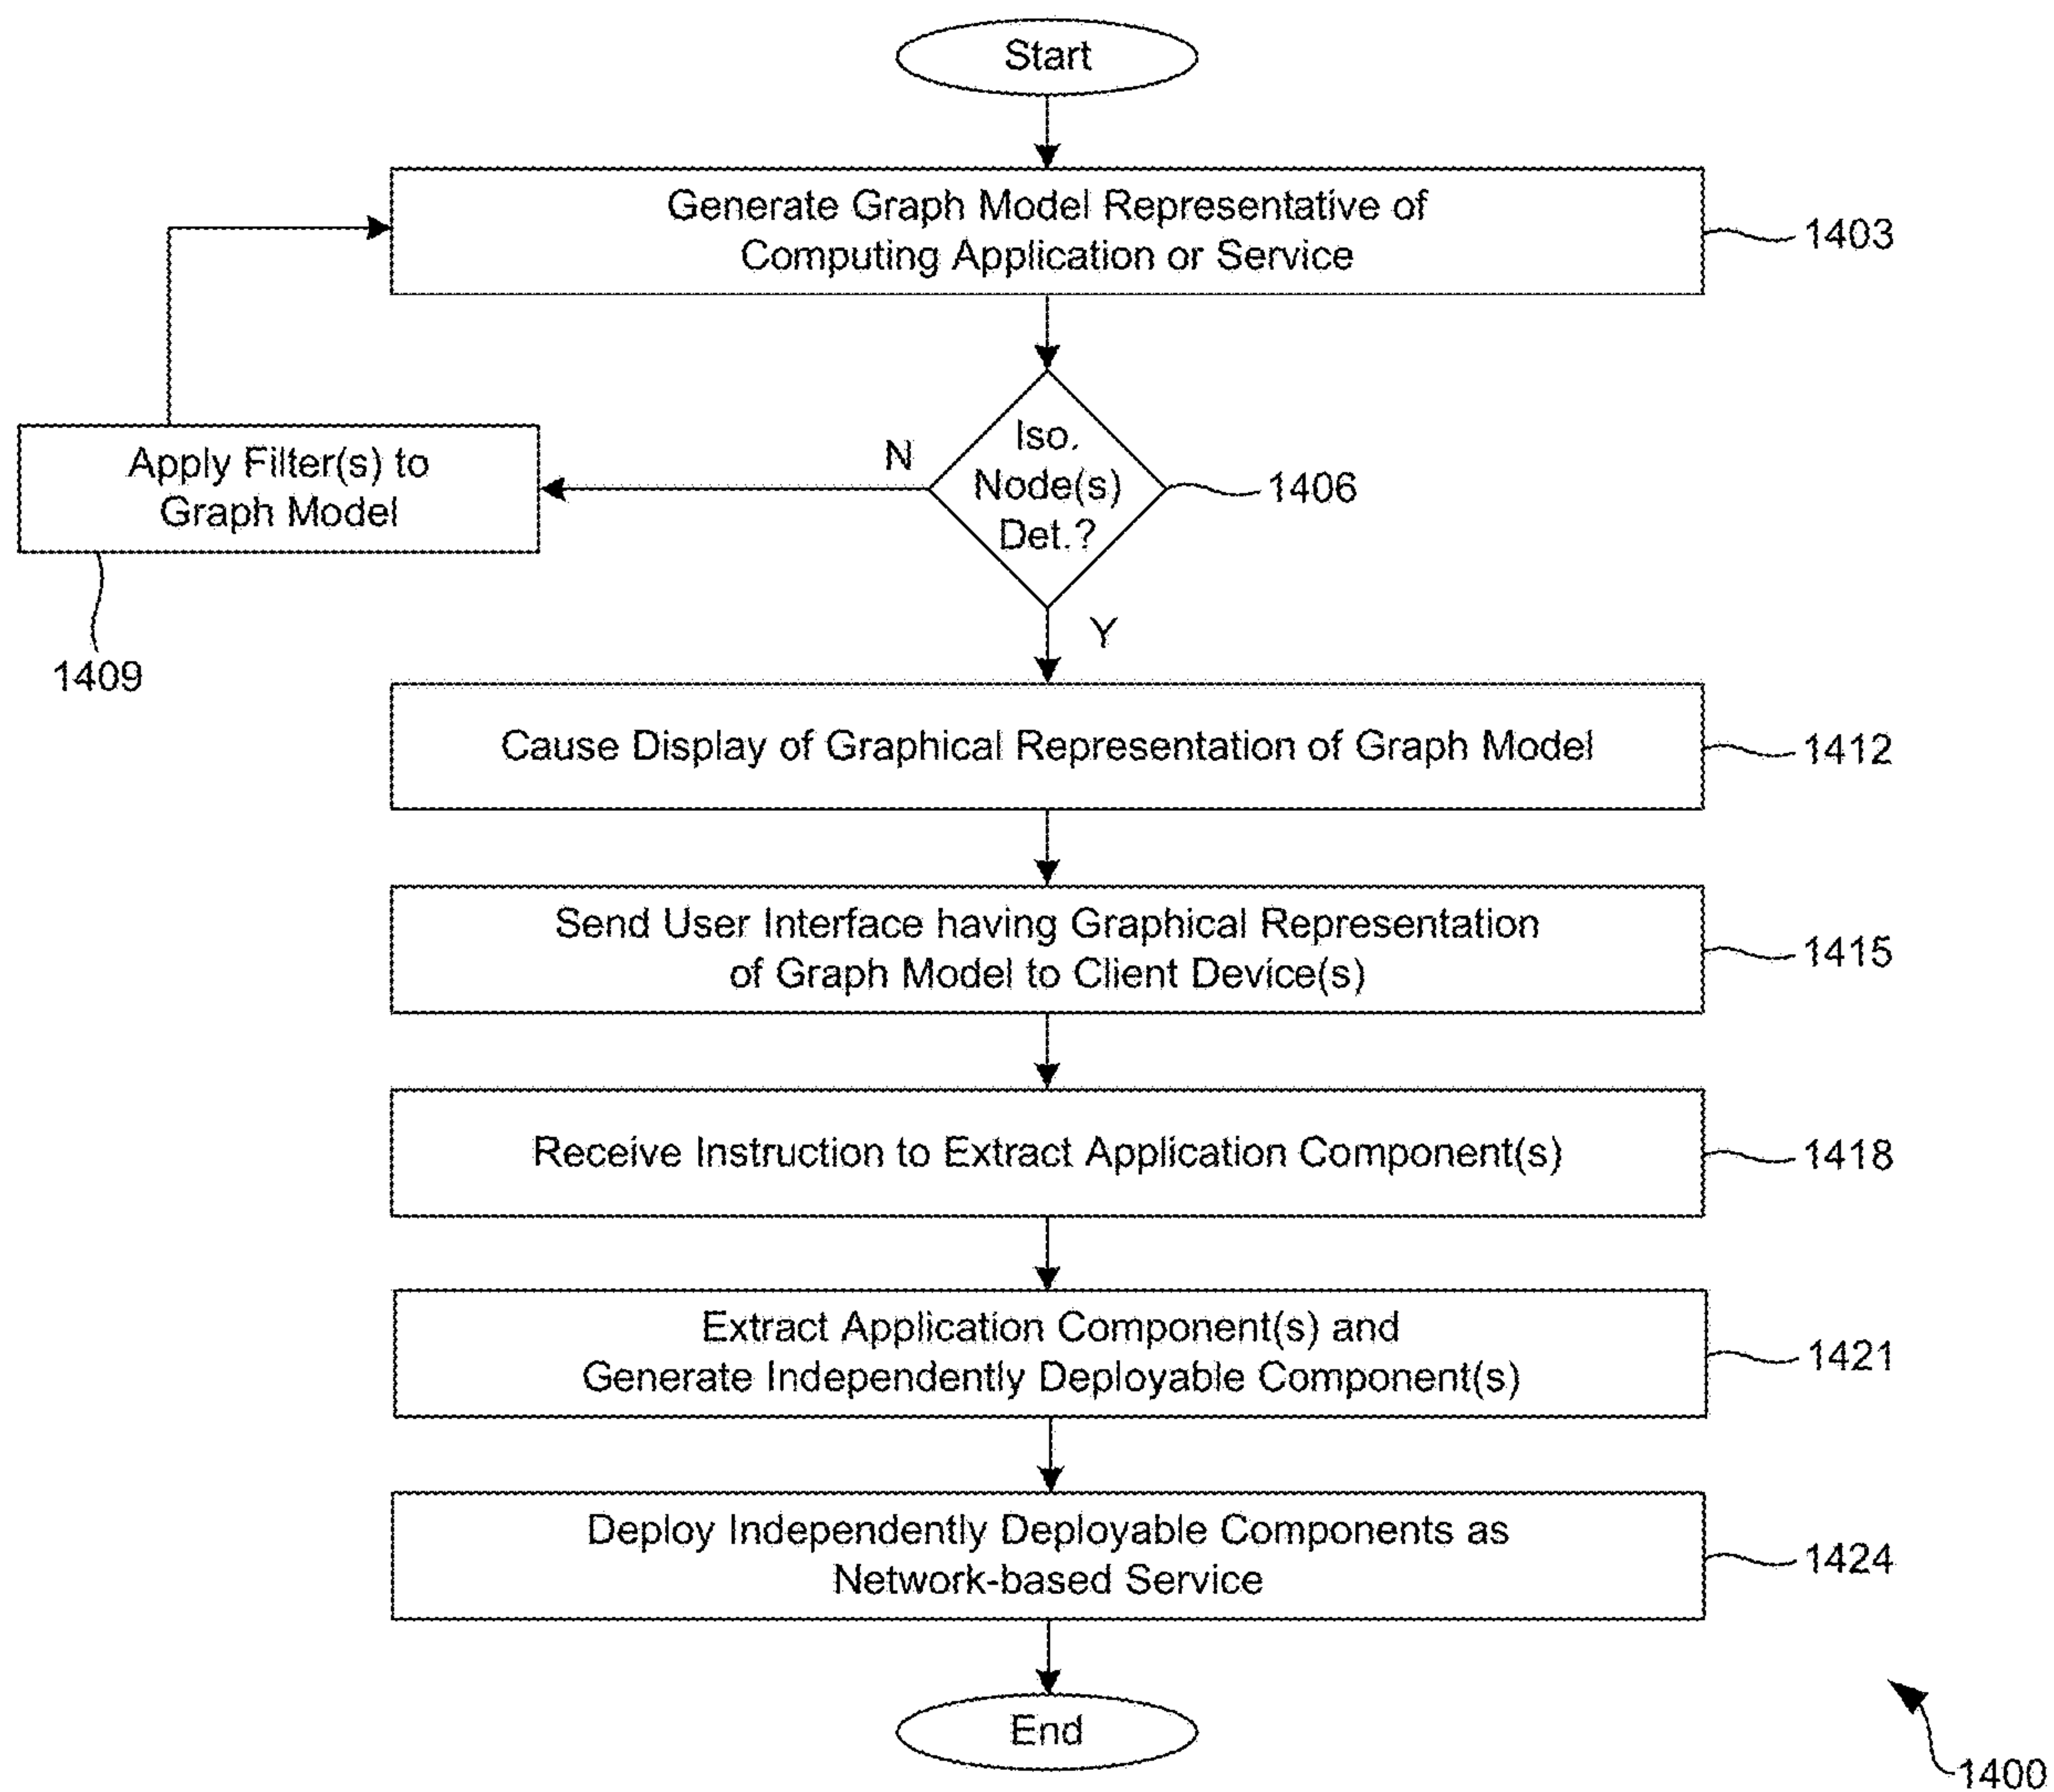 Start
Generate Graph Model Representative of
Computing Application or Service
1403
Iso.
Node(s)
Det.?
1406
N
Apply Filter(s) to
Graph Model
1409
Y
Cause Display of Graphical Representation of Graph Model
1412
Send User Interface having Graphical Representation
of Graph Model to Client Device(s)
1415
Receive Instruction to Extract Application Component(s)
1418
Extract Application Component(s) and
Generate Independently Deployable Component(s)
1421
Deploy Independently Deployable Components as
Network-based Service
1424
End
1400